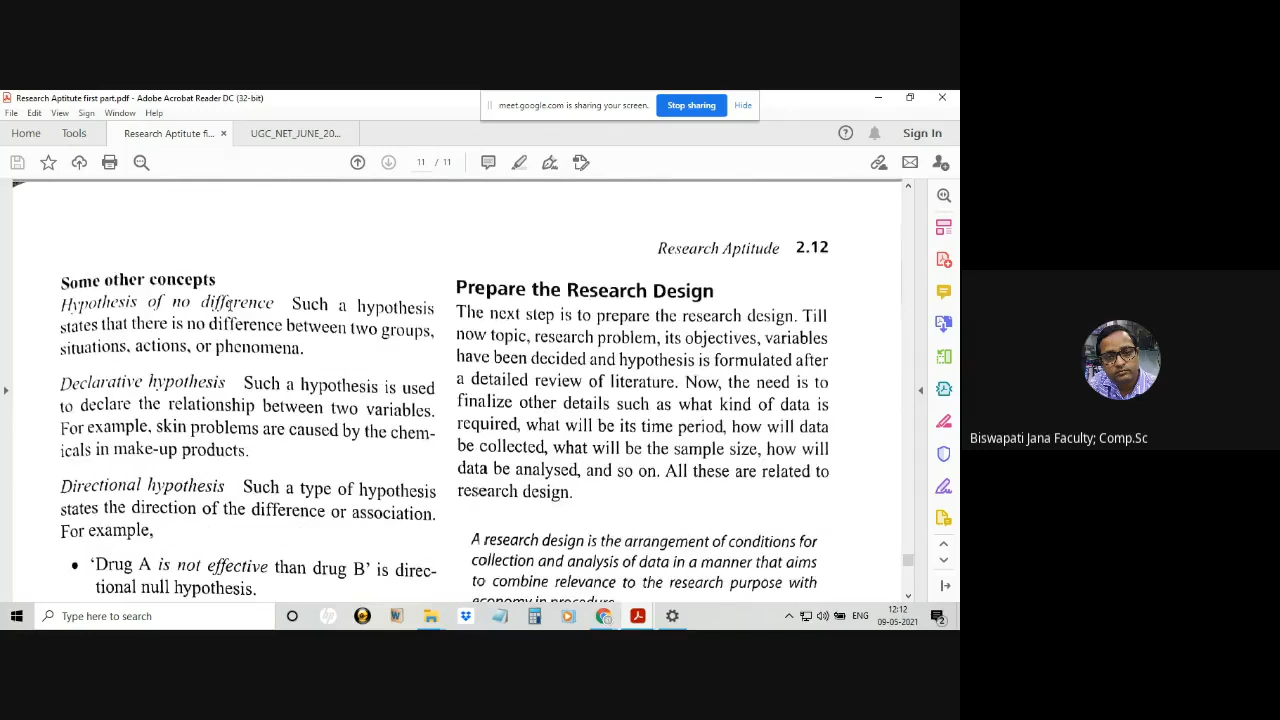 Research Aptitude first part.pdf - Adobe Acrobat Reader DC (32-bit)
meet.google.com is sharing your screen. Stop sharing Hide
File Edit View Sign Window Help
Home Tools Research Aptitude fi... × UGC_NET_JUNE_20... Sign In
11 / 11
Research Aptitude 2.12
Some other concepts
Hypothesis of no difference Such a hypothesis
states that there is no difference between two groups,
situations, actions, or phenomena.
Declarative hypothesis Such a hypothesis is used
to declare the relationship between two variables.
For example, skin problems are caused by the chem-
icals in make-up products.
Directional hypothesis Such a type of hypothesis
states the direction of the difference or association.
For example,
• ‘Drug A is not effective than drug B’ is direc-
tional null hypothesis.
Prepare the Research Design
The next step is to prepare the research design. Till
now topic, research problem, its objectives, variables
have been decided and hypothesis is formulated after
a detailed review of literature. Now, the need is to
finalize other details such as what kind of data is
required, what will be its time period, how will data
be collected, what will be the sample size, how will
data be analysed, and so on. All these are related to
research design.
A research design is the arrangement of conditions for
collection and analysis of data in a manner that aims
to combine relevance to the research purpose with
economy in procedure
Biswapati Jana Faculty; Comp.Sc
Type here to search
ENG
12:12
09-05-2021
2